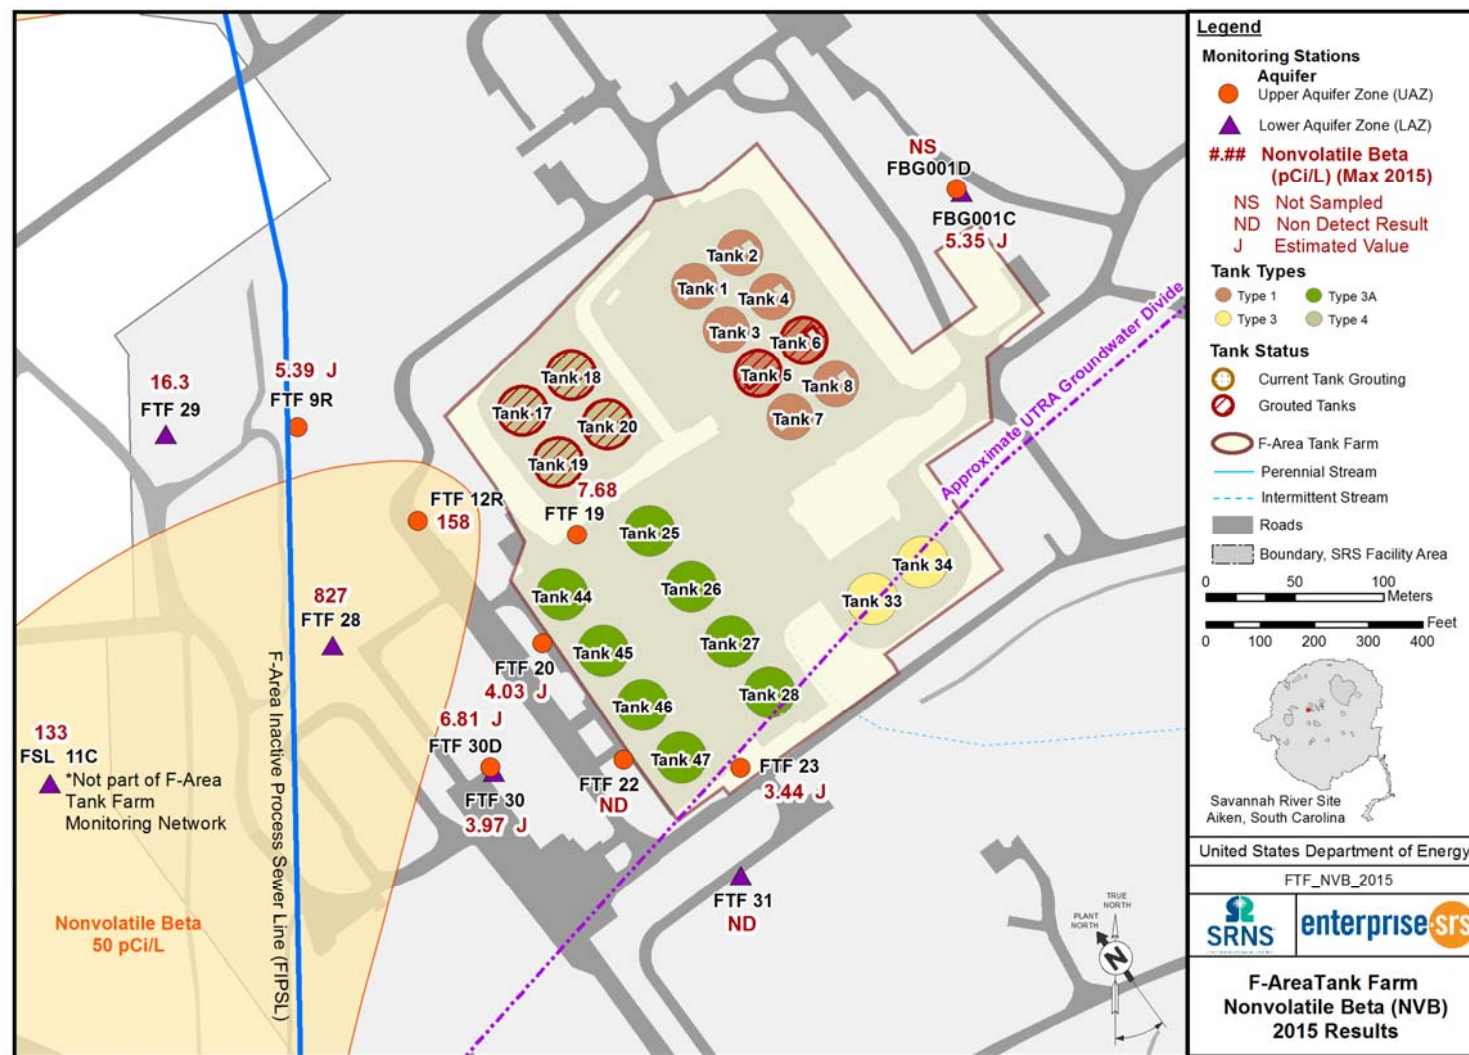 NS
FBG001D
FBG001C
5.35 J
Tank 2
Tank 1
Tank 4
Tank 3
Tank 6
Tank 5
Tank 8
Tank 7
Approximate UTRA Groundwater Divide
Tank 18
Tank 17
Tank 20
Tank 19
16.3
FTF 29
5.39 J
FTF 9R
FTF 12R
158
7.68
FTF 19
Tank 25
Tank 34
Tank 33
Tank 44
Tank 26
827
FTF 28
Tank 27
Tank 45
FTF 20
4.03 J
Tank 28
Tank 46
6.81 J
FTF 30D
FTF 30
3.97 J
Tank 47
FTF 22
ND
FTF 23
3.44 J
133
FSL 11C
*Not part of F-Area
Tank Farm
Monitoring Network
F-Area Inactive Process Sewer Line (FIPSL)
FTF 31
ND
Nonvolatile Beta
50 pCi/L
TRUE
NORTH
PLANT
NORTH
N
Legend
Monitoring Stations
Aquifer
Upper Aquifer Zone (UAZ)
Lower Aquifer Zone (LAZ)
#.## Nonvolatile Beta
(pCi/L) (Max 2015)
NS Not Sampled
ND Non Detect Result
J Estimated Value
Tank Types
Type 1 Type 3A
Type 3 Type 4
Tank Status
Current Tank Grouting
Grouted Tanks
F-Area Tank Farm
Perennial Stream
Intermittent Stream
Roads
Boundary, SRS Facility Area
0 50 100
Meters
Feet
0 100 200 300 400
Savannah River Site
Aiken, South Carolina
United States Department of Energy
FTF_NVB_2015
SRNS
enterprise·srs
F-AreaTank Farm
Nonvolatile Beta (NVB)
2015 Results